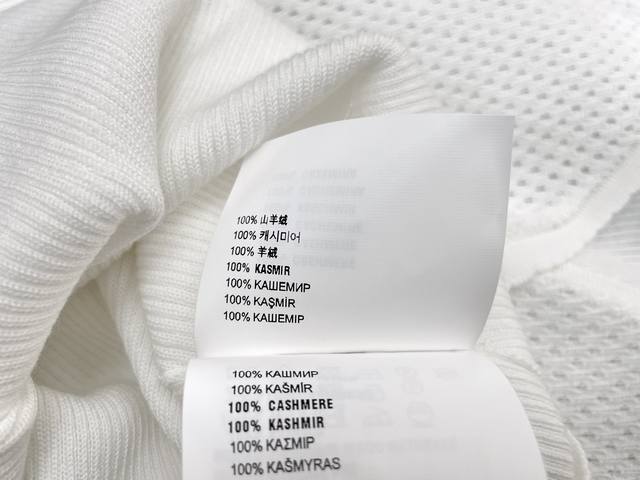 100% 山羊絨
100% 캐시미어
100% 羊絨
100% KASMIR
100% КАШЕМИР
100% KAŞMİR
100% КАШЕМІР
100% КАШМИР
100% KAŠMÍR
100% CASHMERE
100% KASHMIR
100% ΚΑΣΜΙΡ
100% KAŠMYRAS